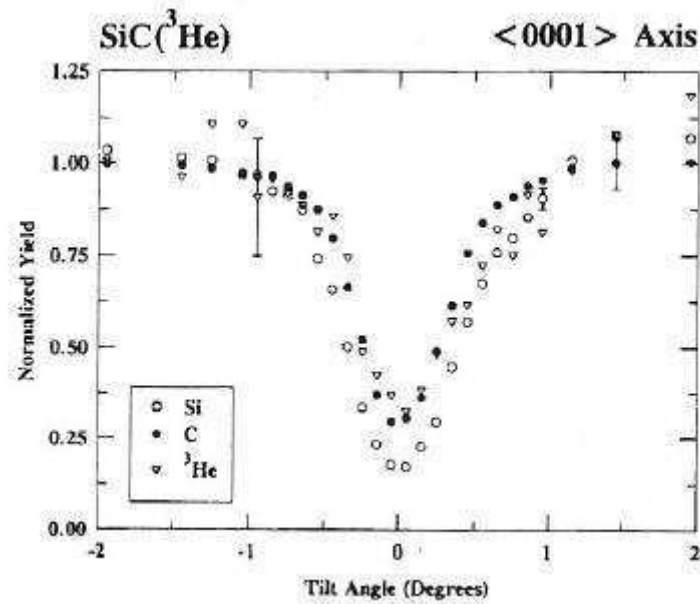 SiC(³He) <0001> Axis
1.25
1.00
0.75
0.50
0.25
0.00
Normalized Yield
Si
C
³He
-2 -1 0 1 2
Tilt Angle (Degrees)